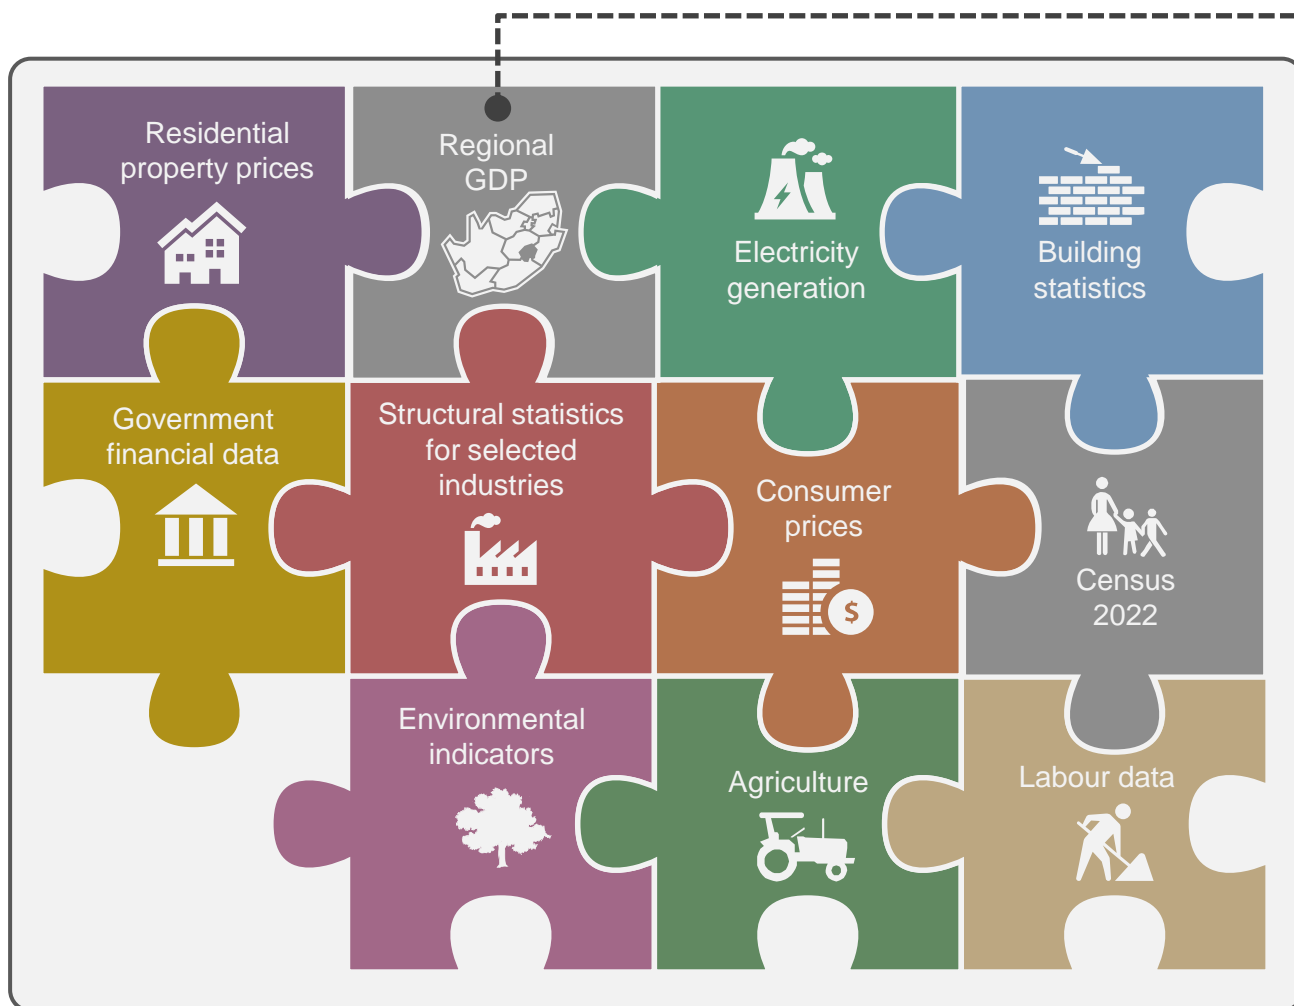 Residential
property prices
Regional
GDP
Electricity
generation
Building
statistics
Government
financial data
Structural statistics
for selected
industries
Consumer
prices
$
Census
2022
Environmental
indicators
Agriculture
Labour data